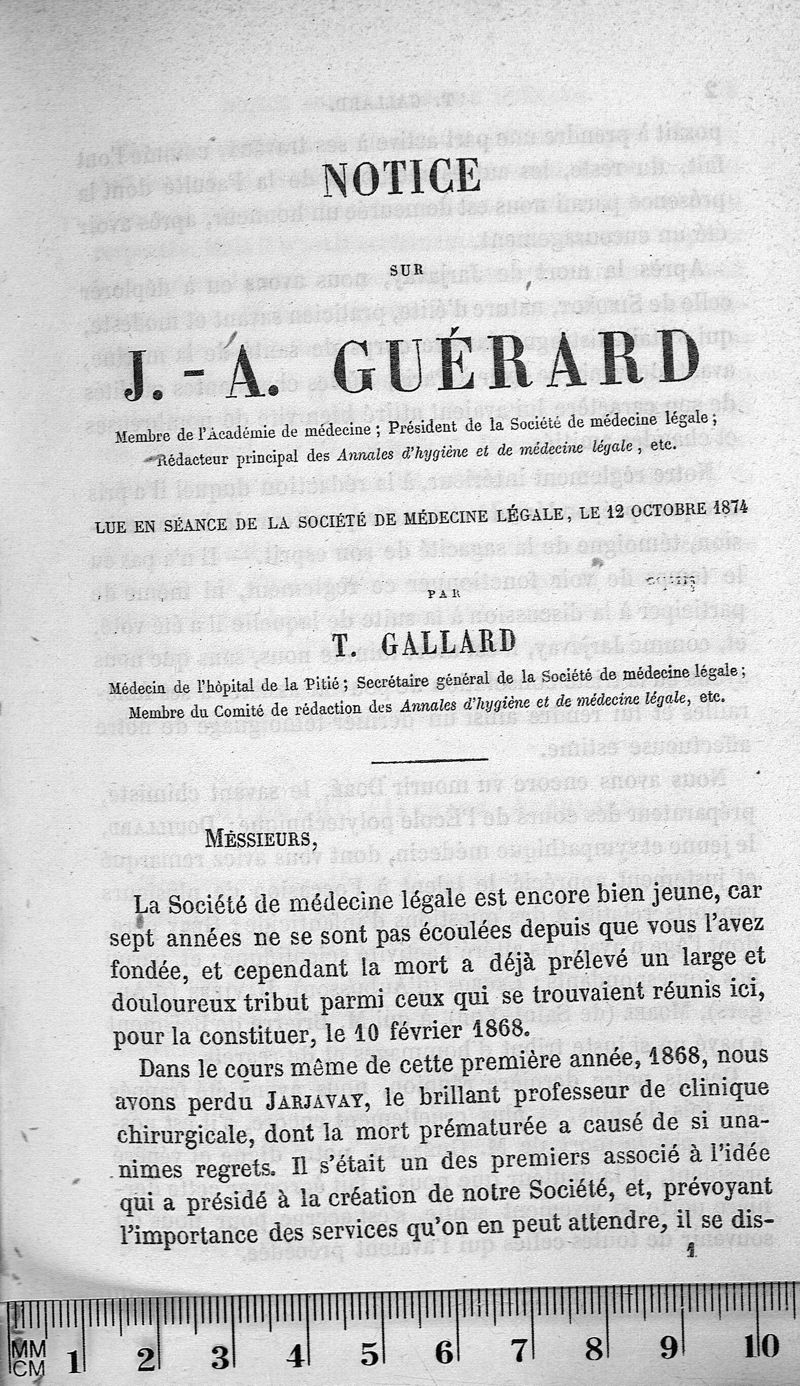 NOTICE
SUR
J.-A. GUÉRARD
Membre de l'Académie de médecine ; Président de la Société de médecine légale ;
Rédacteur principal des Annales d'hygiène et de médecine légale, etc.
LUE EN SÉANCE DE LA SOCIÉTÉ DE MÉDECINE LÉGALE, LE 12 OCTOBRE 1874
PAR
T. GALLARD
Médecin de l'hôpital de la Pitié ; Secrétaire général de la Société de médecine légale ;
Membre du Comité de rédaction des Annales d'hygiène et de médecine légale, etc.
MESSIEURS,
La Société de médecine légale est encore bien jeune, car
sept années ne se sont pas écoulées depuis que vous l'avez
fondée, et cependant la mort a déjà prélevé un large et
douloureux tribut parmi ceux qui se trouvaient réunis ici,
pour la constituer, le 10 février 1868.
Dans le cours même de cette première année, 1868, nous
avons perdu JARJAVAY, le brillant professeur de clinique
chirurgicale, dont la mort prématurée a causé de si una-
nimes regrets. Il s'était un des premiers associé à l'idée
qui a présidé à la création de notre Société, et, prévoyant
l'importance des services qu'on en peut attendre, il se dis-
1
MM
CM 1 2 3 4 5 6 7 8 9 10